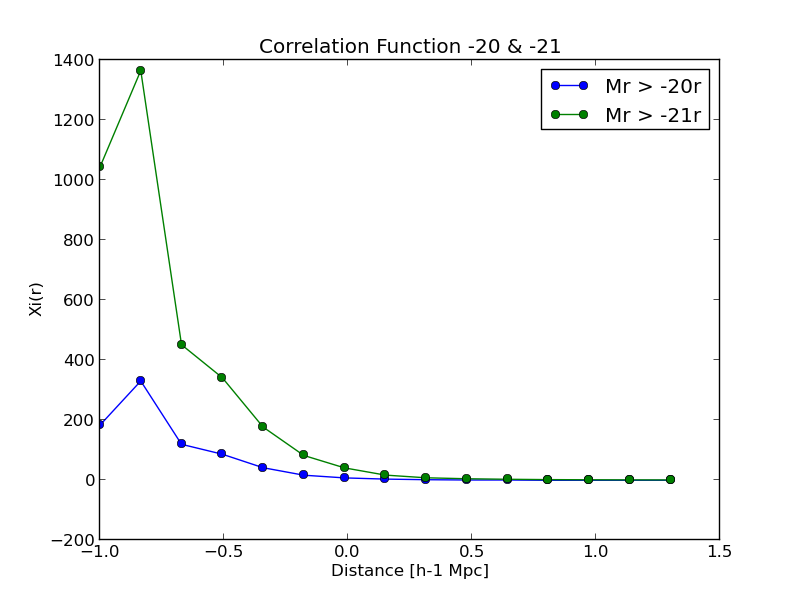 Correlation Function -20 & -21
1400
1200
1000
800
600
400
200
0
−200
Xi(r)
Mr > -20r
Mr > -21r
−1.0 −0.5 0.0 0.5 1.0 1.5
Distance [h-1 Mpc]